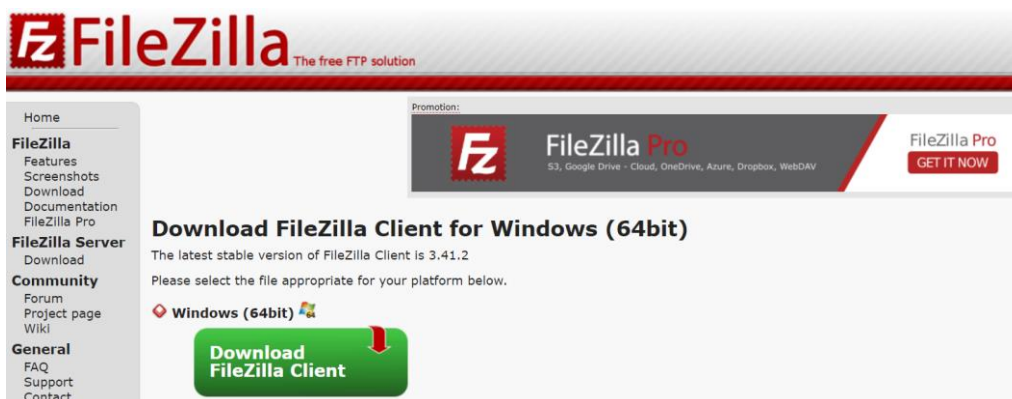 Fz FileZilla The free FTP solution
Home
FileZilla
Features
Screenshots
Download
Documentation
FileZilla Pro
FileZilla Server
Download
Community
Forum
Project page
Wiki
General
FAQ
Support
Contact
Promotion:
Fz
FileZilla Pro
S3, Google Drive - Cloud, OneDrive, Azure, Dropbox, WebDAV
FileZilla Pro
GET IT NOW
Download FileZilla Client for Windows (64bit)
The latest stable version of FileZilla Client is 3.41.2
Please select the file appropriate for your platform below.
Windows (64bit) 64
Download
FileZilla Client